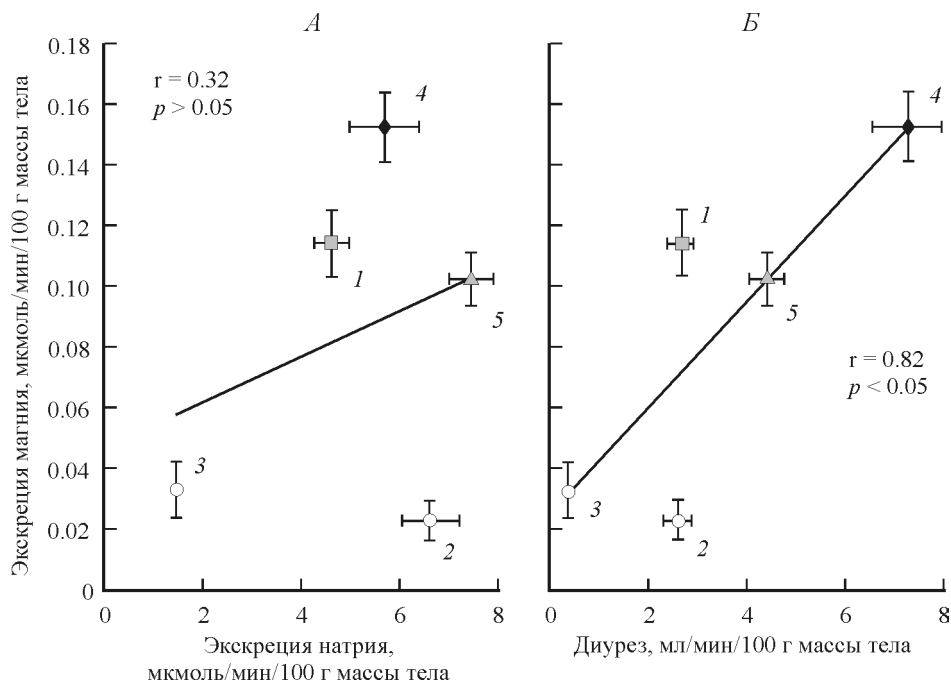 А
Б
Экскреция магния, мкмоль/мин/100 г массы тела
0.18
0.16
0.14
0.12
0.10
0.08
0.06
0.04
0.02
0
r = 0.32
p > 0.05
4
1
5
3
2
0
2
4
6
Экскреция натрия,
мкмоль/мин/100 г массы тела
4
1
5
r = 0.82
p < 0.05
3
2
0
2
4
6
8
Диурез, мл/мин/100 г массы тела